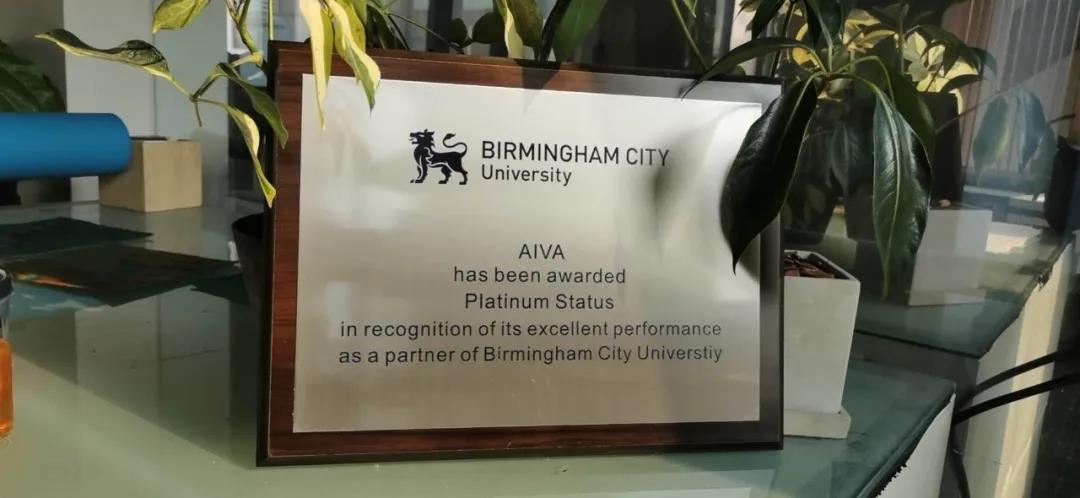 BIRMINGHAM CITY
University
AIVA
has been awarded
Platinum Status
in recognition of its excellent performance
as a partner of Birmingham City Universtiy